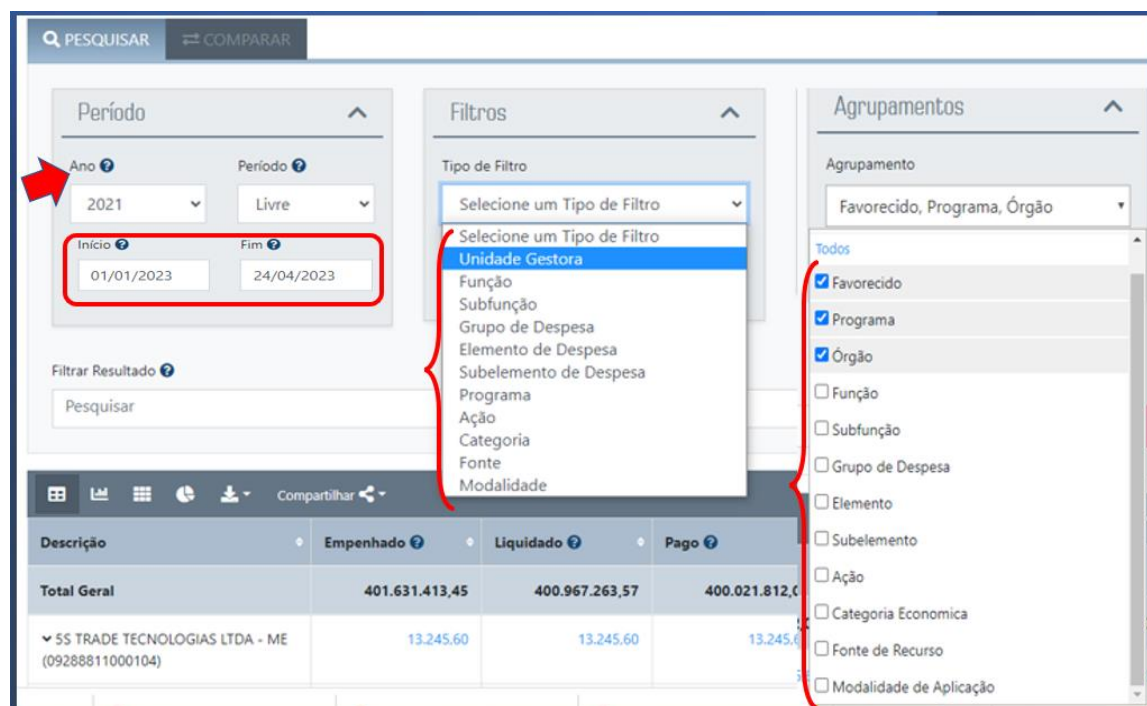 PESQUISAR
COMPARAR
Período
Ano
Período
2021
Livre
Início
Fim
01/01/2023
24/04/2023
Filtros
Tipo de Filtro
Selecione um Tipo de Filtro
Selecione um Tipo de Filtro
Unidade Gestora
Função
Subfunção
Grupo de Despesa
Elemento de Despesa
Subelemento de Despesa
Programa
Ação
Categoria
Fonte
Modalidade
Agrupamentos
Agrupamento
Favorecido, Programa, Órgão
Todos
Favorecido
Programa
Órgão
Função
Subfunção
Grupo de Despesa
Elemento
Subelemento
Ação
Categoria Economica
Fonte de Recurso
Modalidade de Aplicação
Filtrar Resultado
Pesquisar
Compartilhar
Descrição Empenhado Liquidado Pago
Total Geral 401.631.413,45 400.967.263,57 400.021.812,
5S TRADE TECNOLOGIAS LTDA - ME 13.245,60 13.245,60 13.245,
(09288811000104)